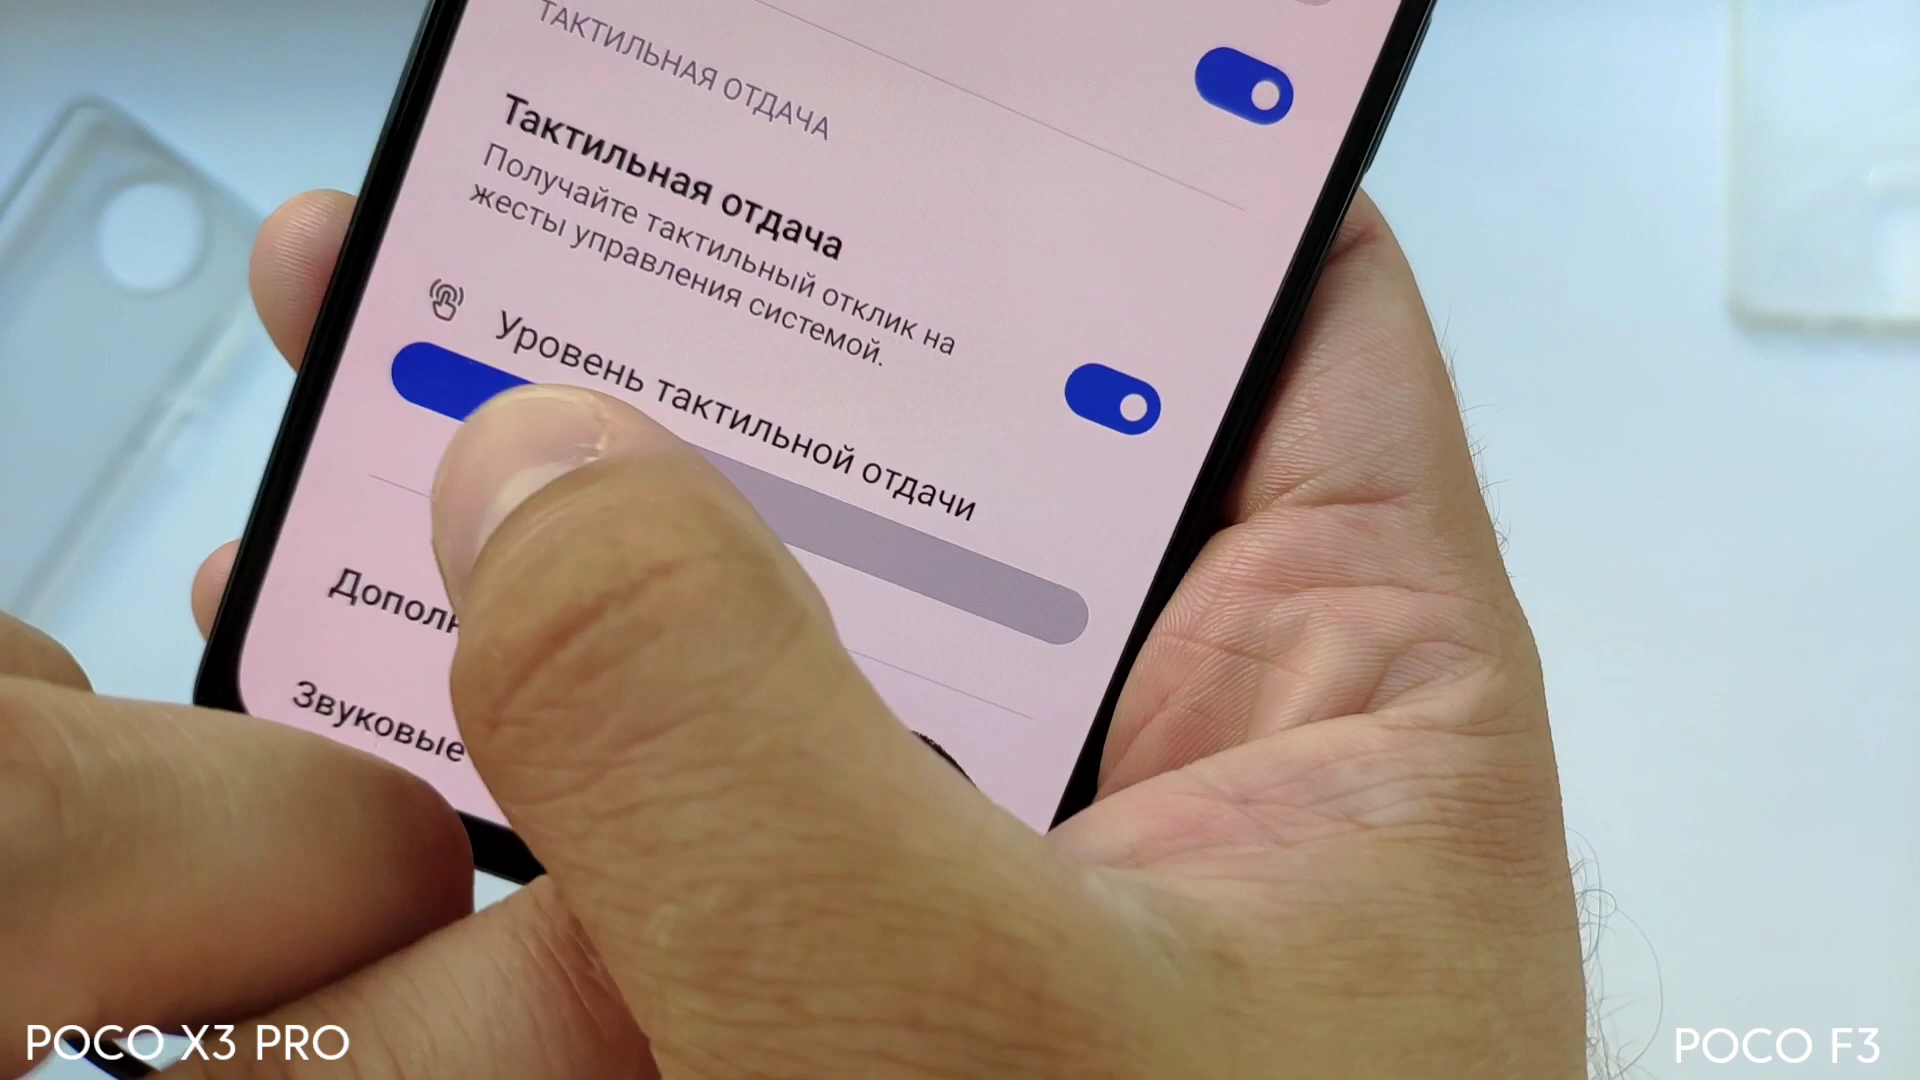 ТАКТИЛЬНАЯ ОТДАЧА
Тактильная отдача
Получайте тактильный отклик на
жесты управления системой.
Уровень тактильной отдачи
Звуковые
POCO X3 PRO
POCO F3